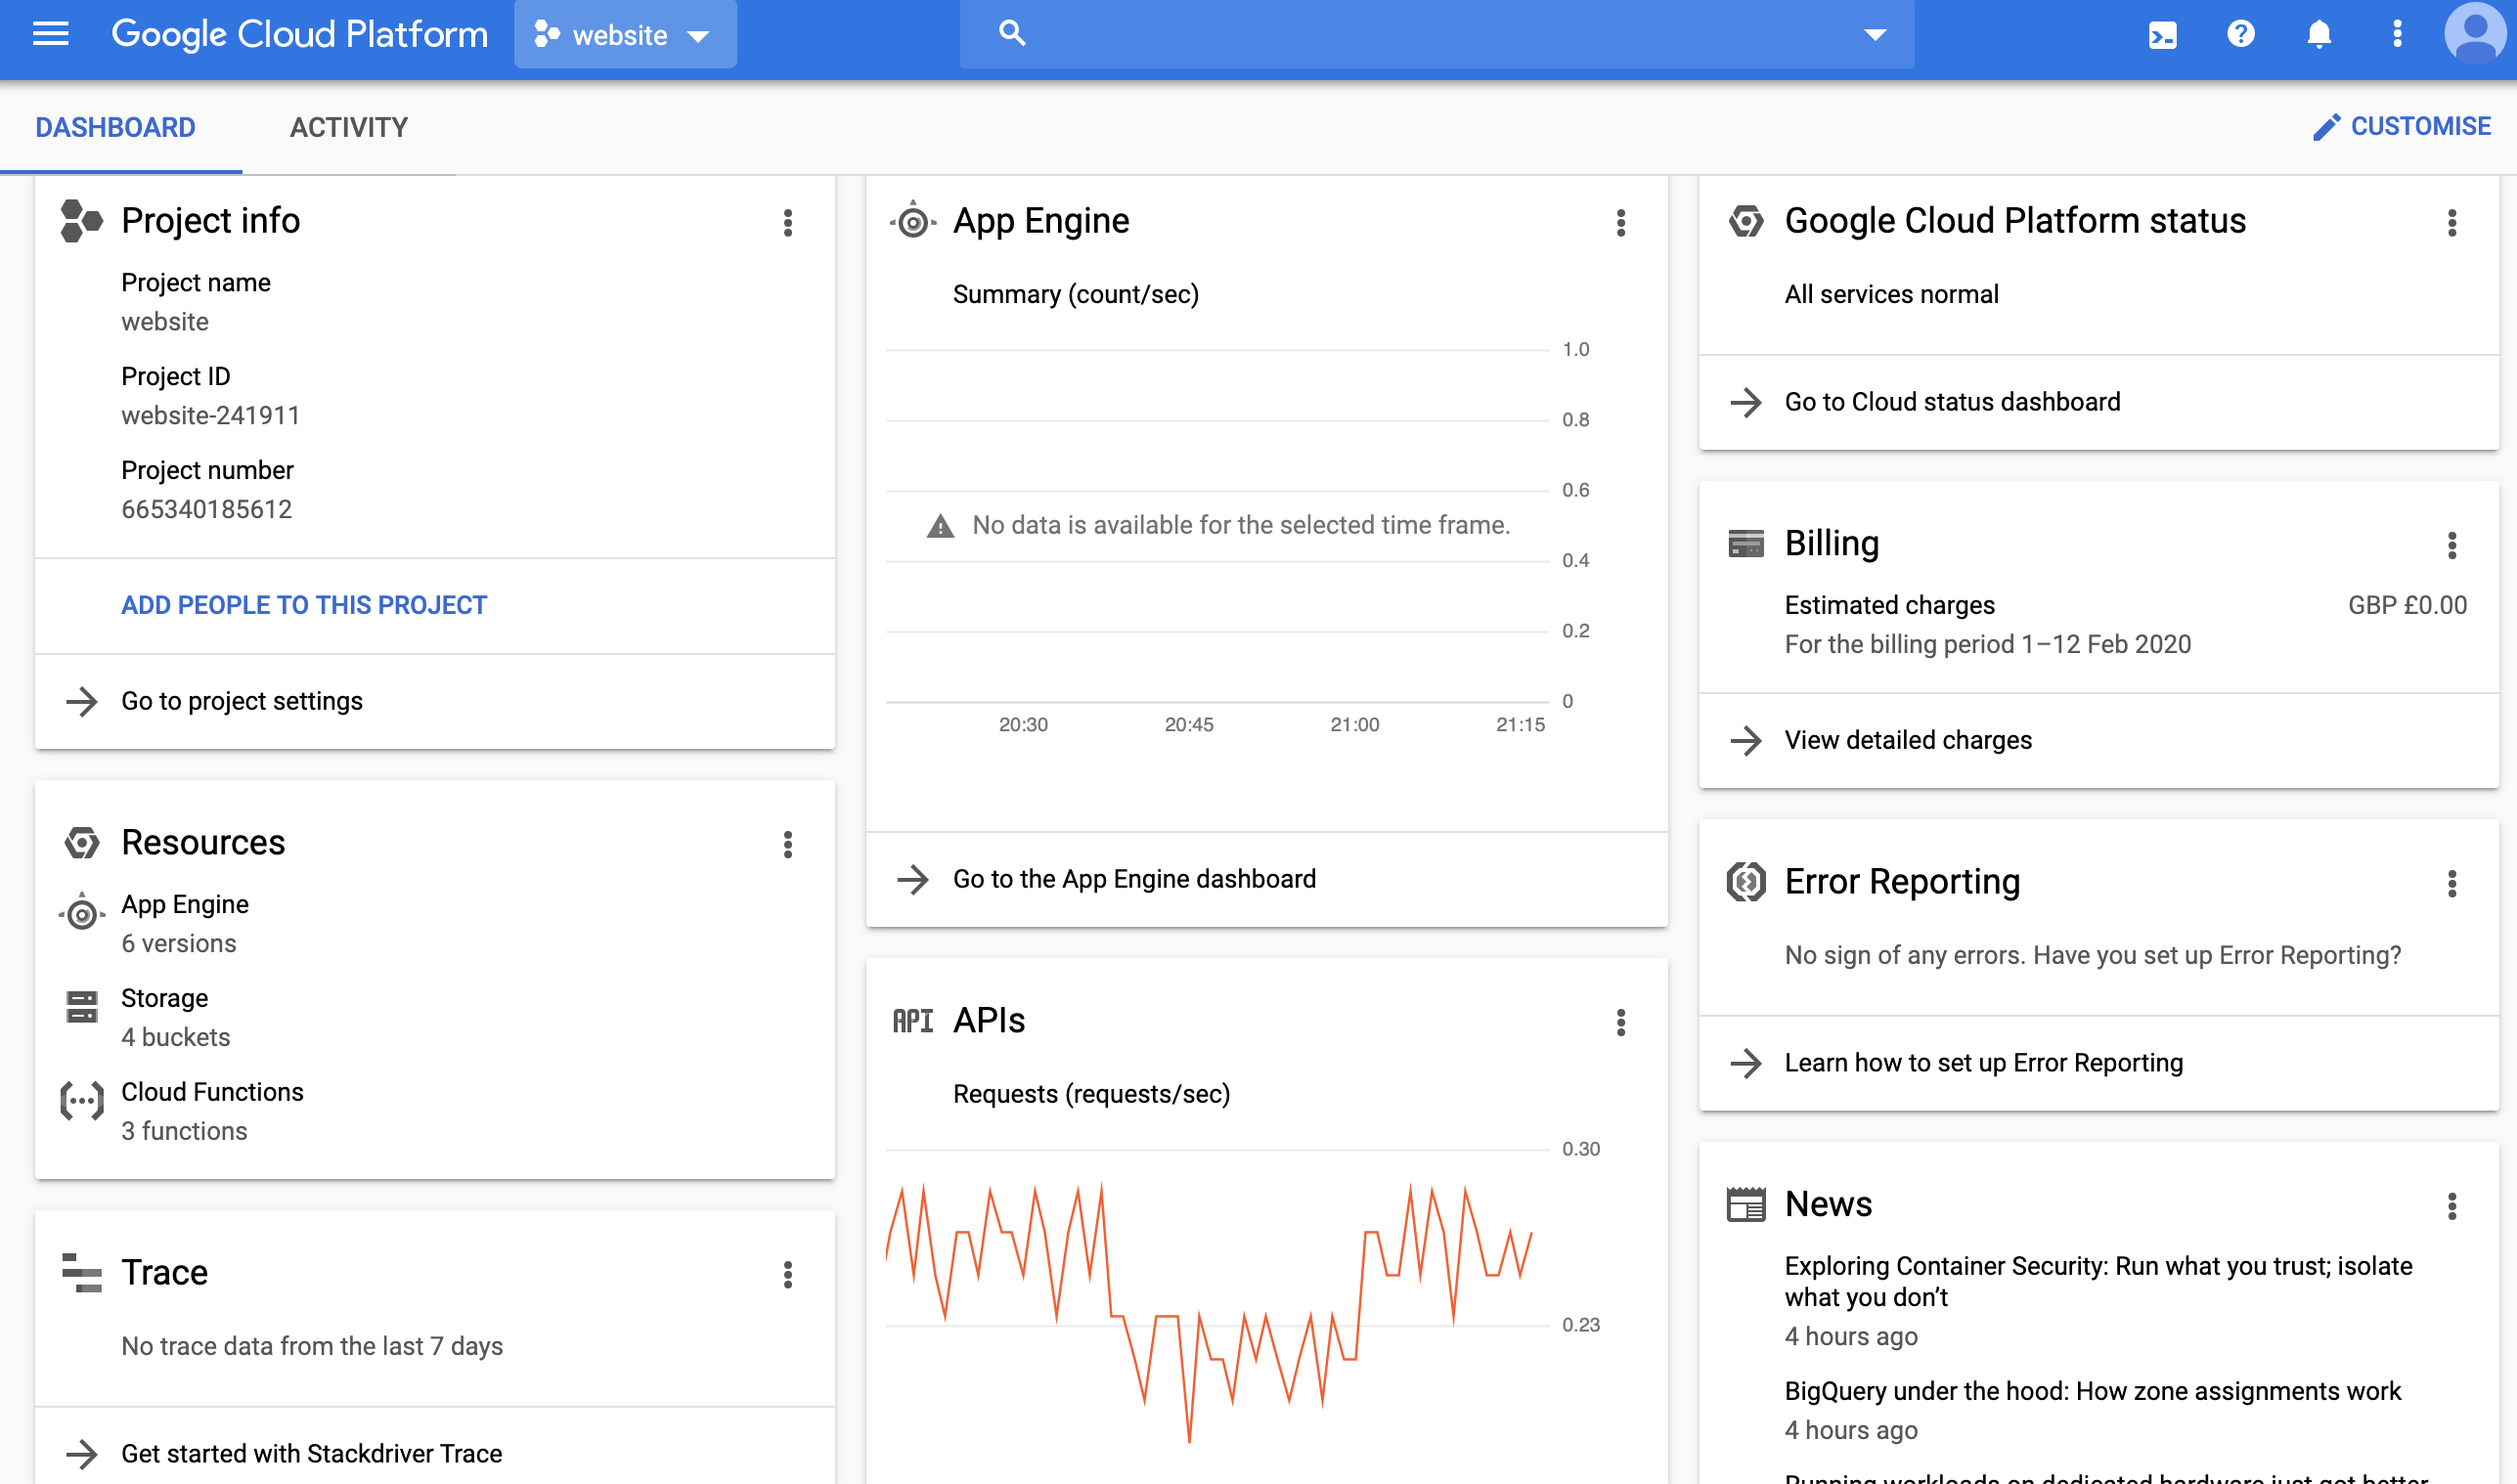 Google Cloud Platform
website
DASHBOARD
ACTIVITY
CUSTOMISE
Project info
Project name
website
Project ID
website-241911
Project number
665340185612
ADD PEOPLE TO THIS PROJECT
Go to project settings
Resources
App Engine
6 versions
Storage
4 buckets
Cloud Functions
3 functions
Trace
No trace data from the last 7 days
Get started with Stackdriver Trace
App Engine
Summary (count/sec)
1.0
0.8
0.6
No data is available for the selected time frame.
0.4
0.2
0
20:30 20:45 21:00 21:15
Go to the App Engine dashboard
API APIs
Requests (requests/sec)
0.30
0.23
Google Cloud Platform status
All services normal
Go to Cloud status dashboard
Billing
Estimated charges GBP £0.00
For the billing period 1–12 Feb 2020
View detailed charges
Error Reporting
No sign of any errors. Have you set up Error Reporting?
Learn how to set up Error Reporting
News
Exploring Container Security: Run what you trust; isolate
what you don’t
4 hours ago
BigQuery under the hood: How zone assignments work
4 hours ago
Running workloads on dedicated hardware just got better